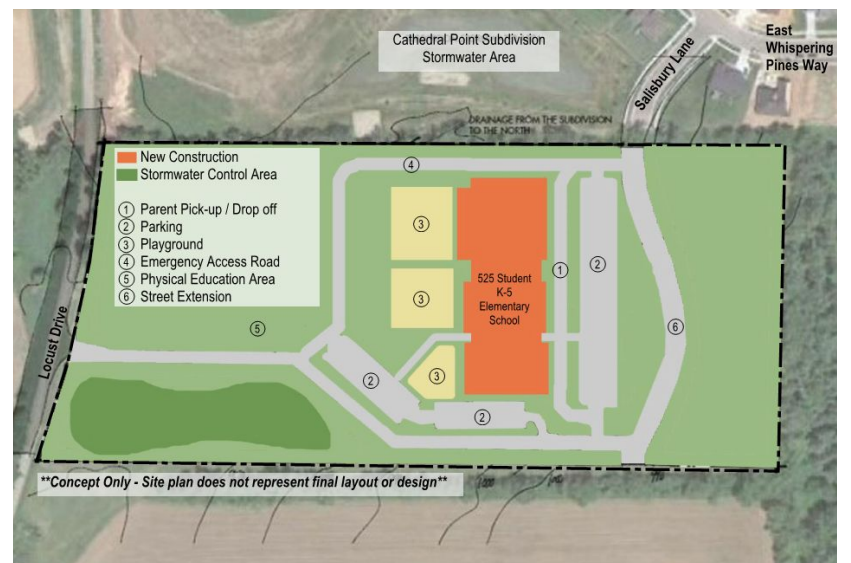 Cathedral Point Subdivision
Stormwater Area
East
Whispering
Pines Way
Salisbury Lane
DRAINAGE FROM THE SUBDIVISION
TO THE NORTH
New Construction
Stormwater Control Area
1 Parent Pick-up / Drop off
2 Parking
3 Playground
4 Emergency Access Road
5 Physical Education Area
6 Street Extension
4
3
3
3
525 Student
K-5
Elementary
School
1
2
6
5
2
2
Locust Drive
**Concept Only - Site plan does not represent final layout or design**